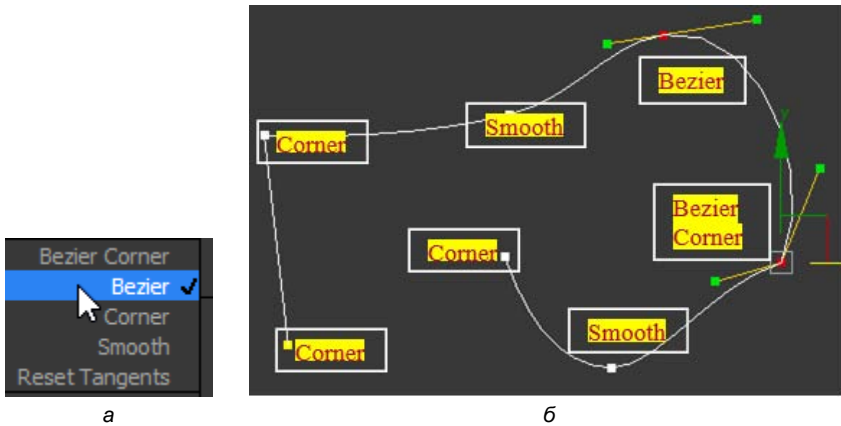 Bezier Corner
Bezier
Corner
Smooth
Reset Tangents
а
Bezier
Smooth
Corner
y
Bezier
Corner
Corner
Smooth
Corner
б